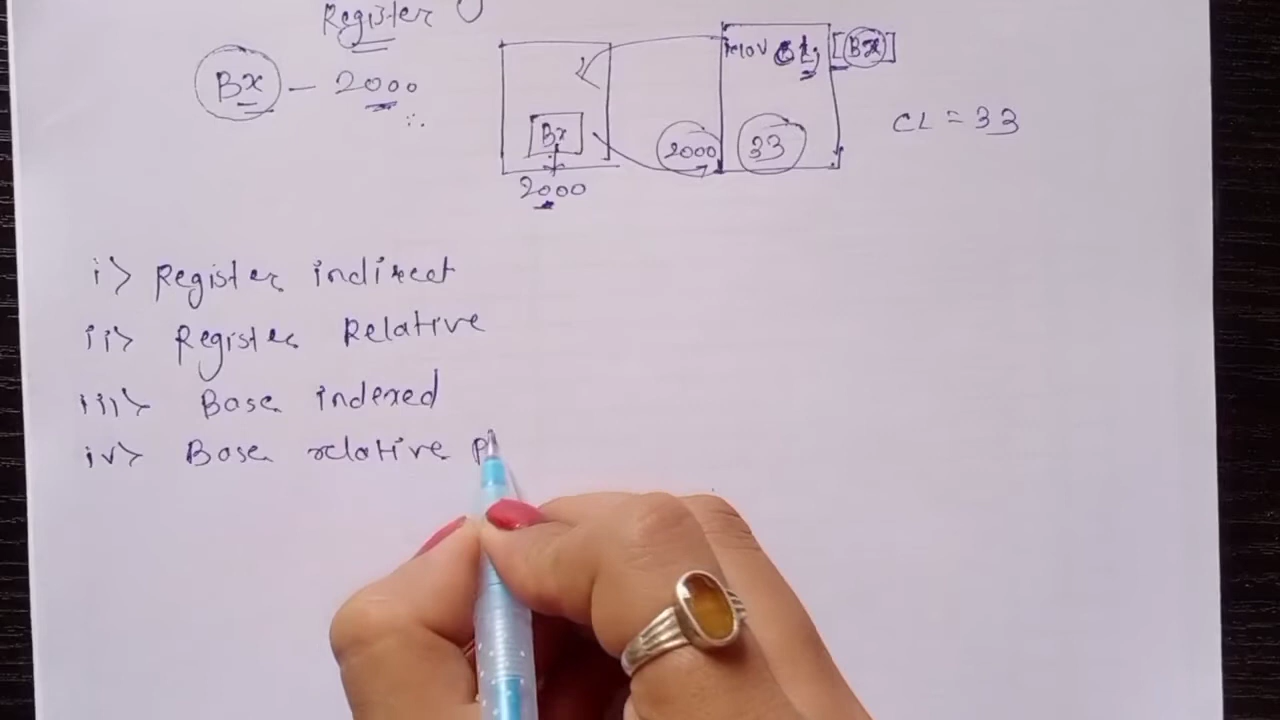 Register
Bx - 2000
Mov CL, [Bx]
Bx
2000
2000
33
CL = 33
i> Register indirect
ii> Register Relative
iii> Base indexed
iv> Base relative P